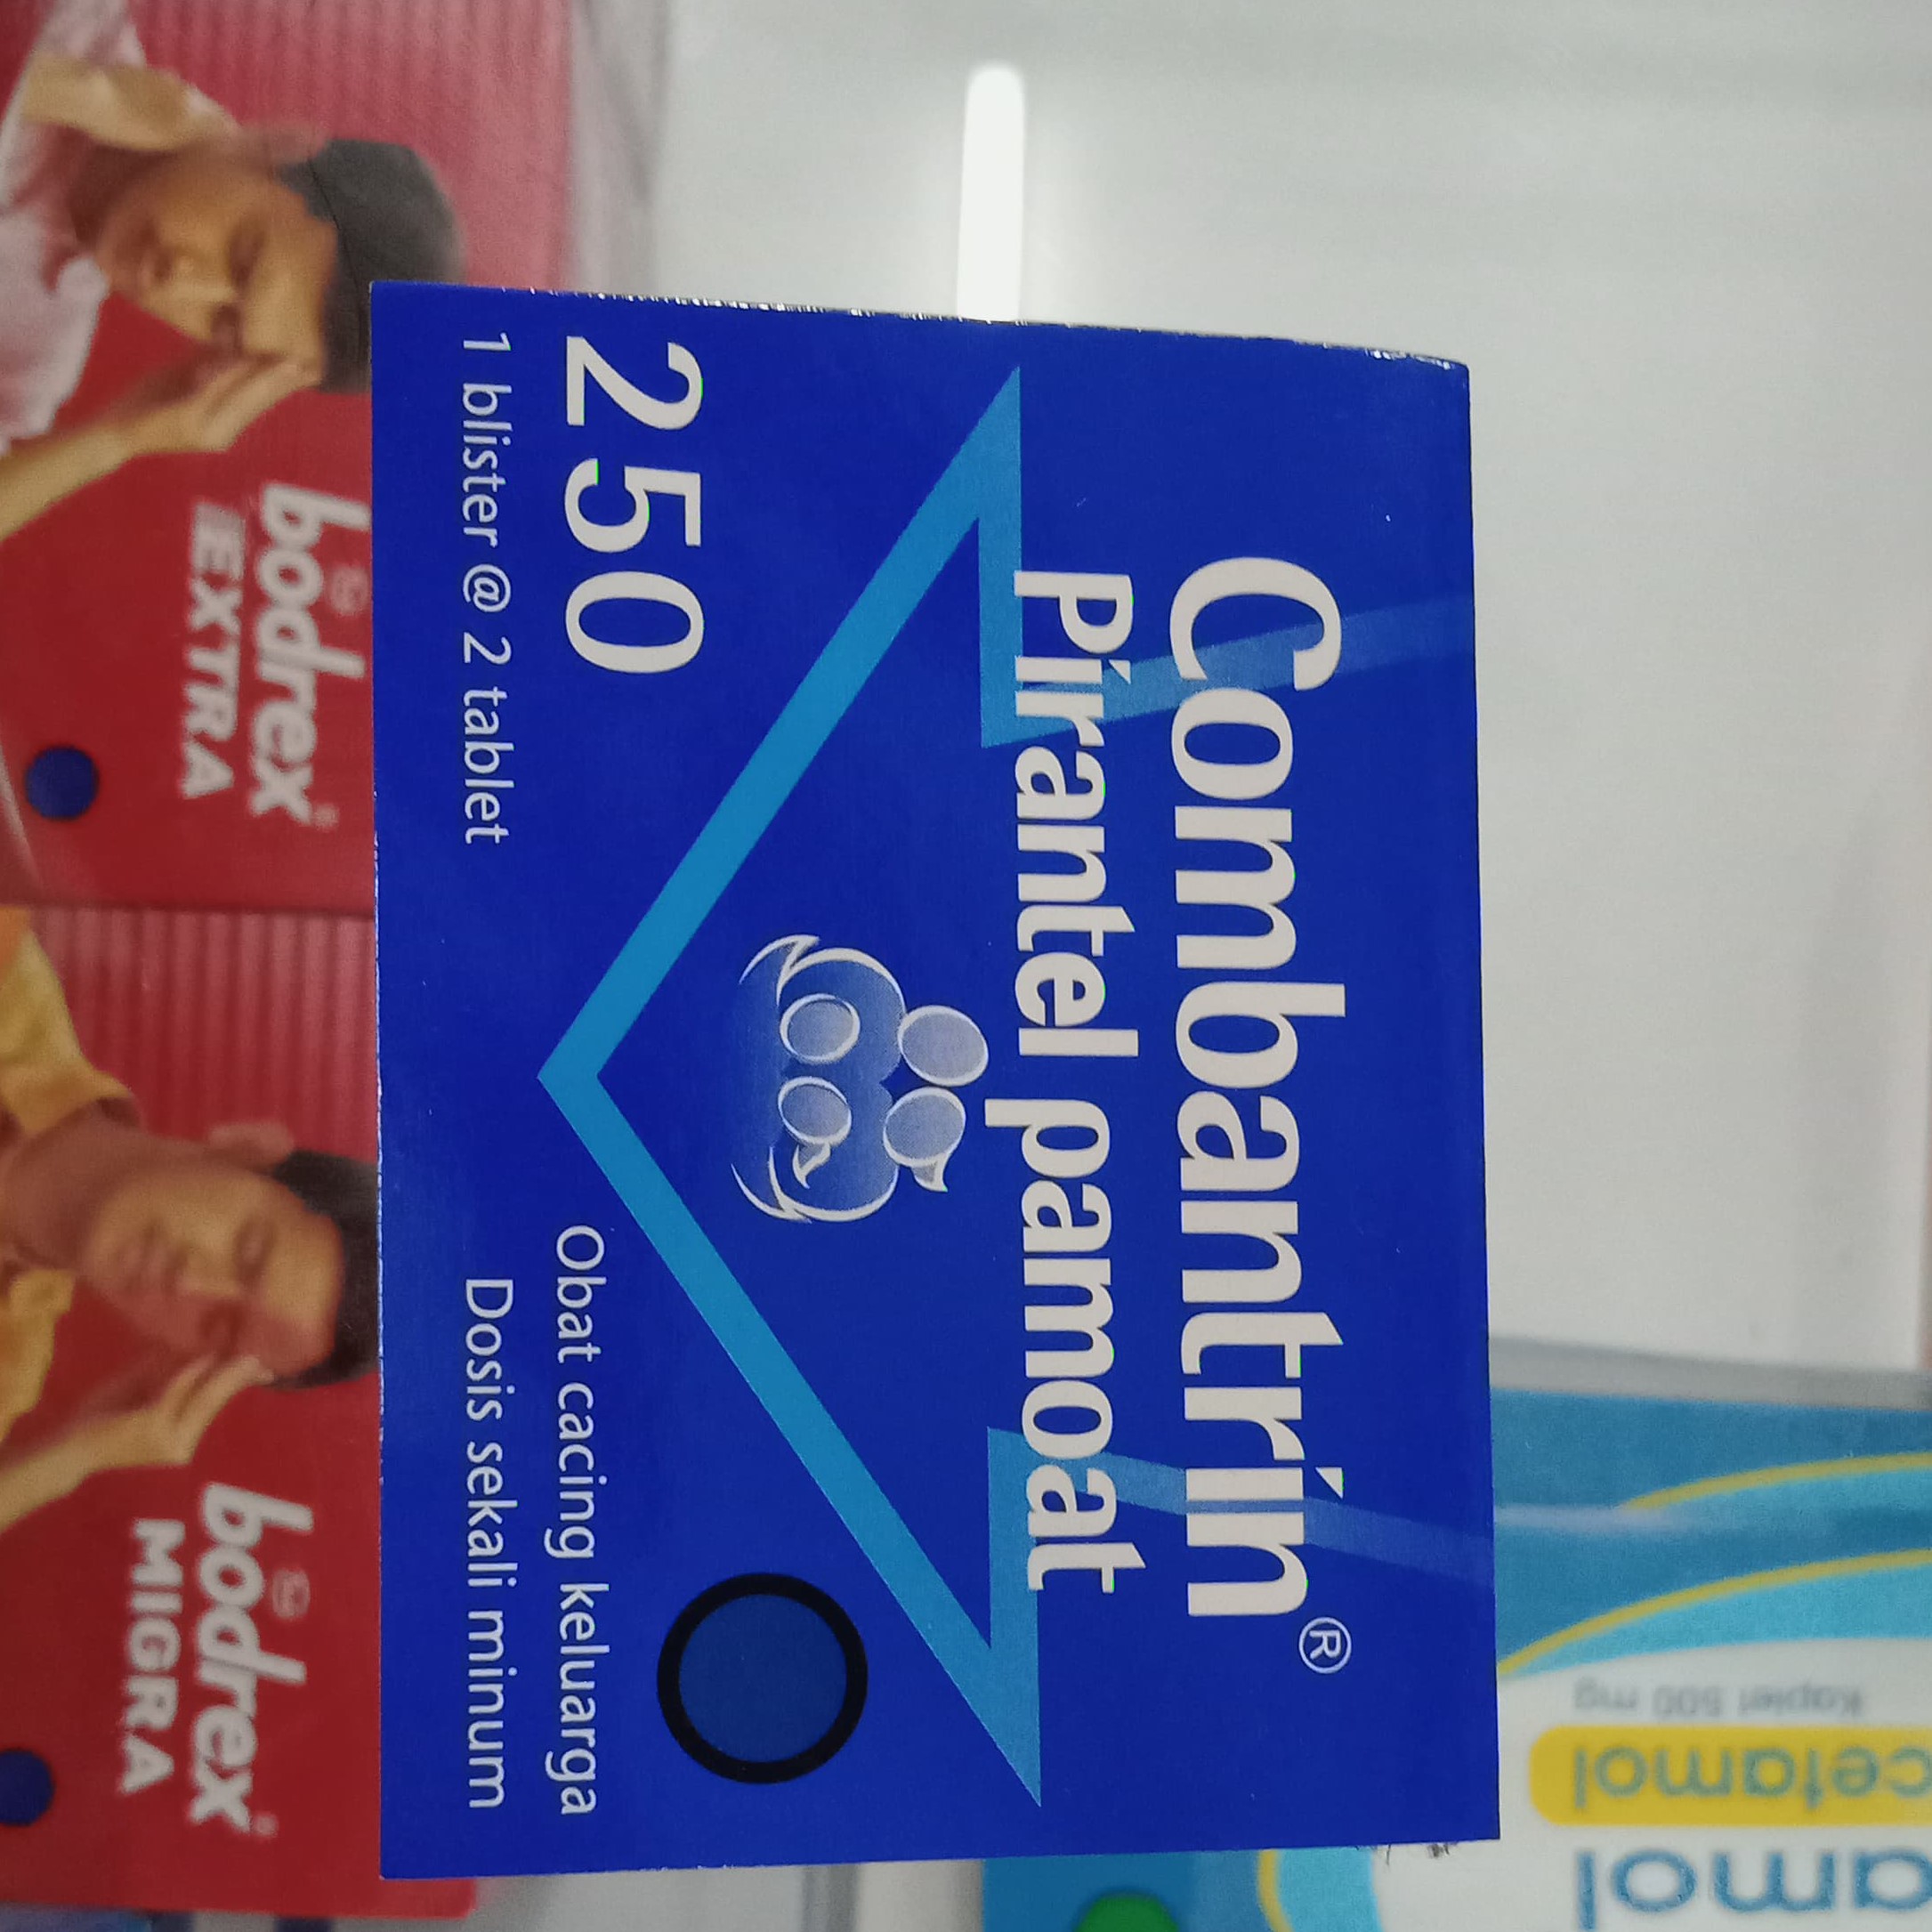 Combantrin®
Pirantel pamoat
250
1 blister @ 2 tablet
Obat cacing keluarga
Dosis sekali minum
bodrex
EXTRA
bodrex
MIGRA
Kaplet 500 mg
cetamol
amol